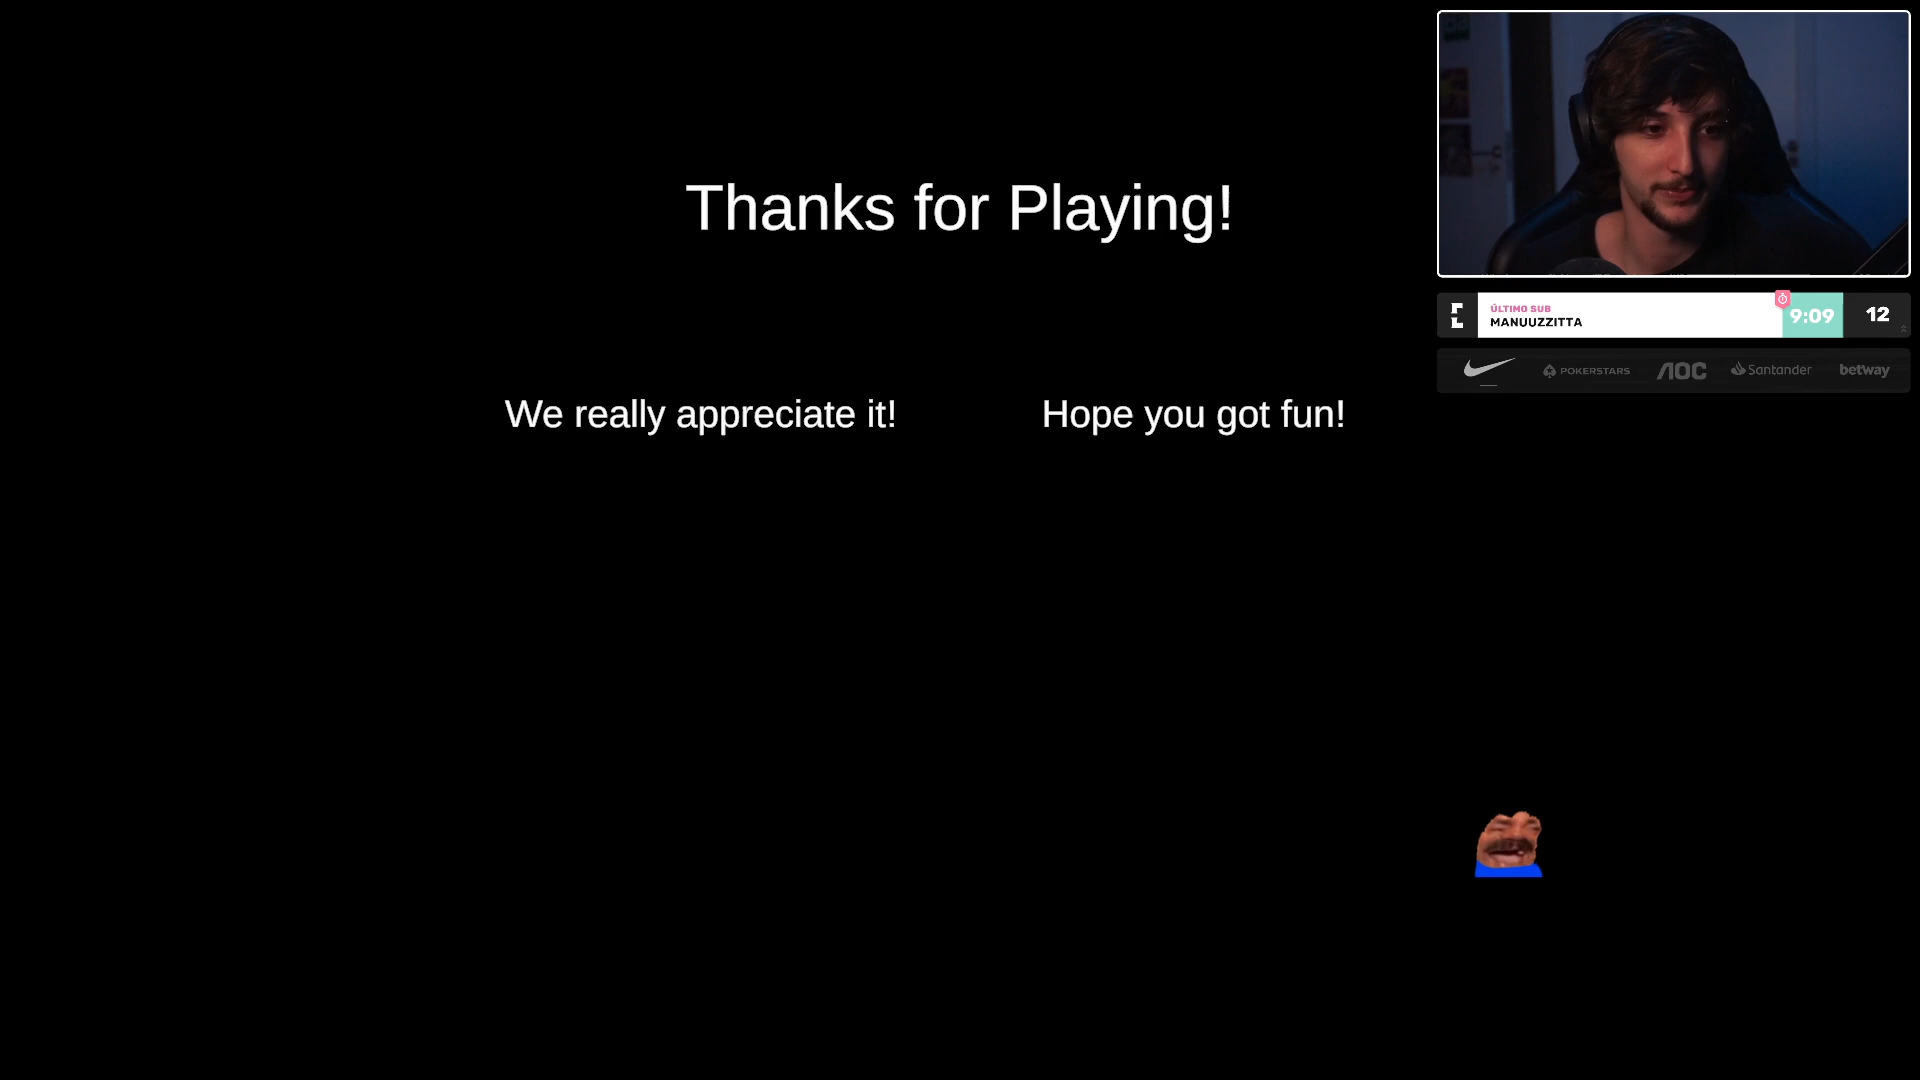 Thanks for Playing!
We really appreciate it!
Hope you got fun!
ÚLTIMO SUB
MANUUZZITTA
9:09
12
POKERSTARS
AOC
Santander
betway